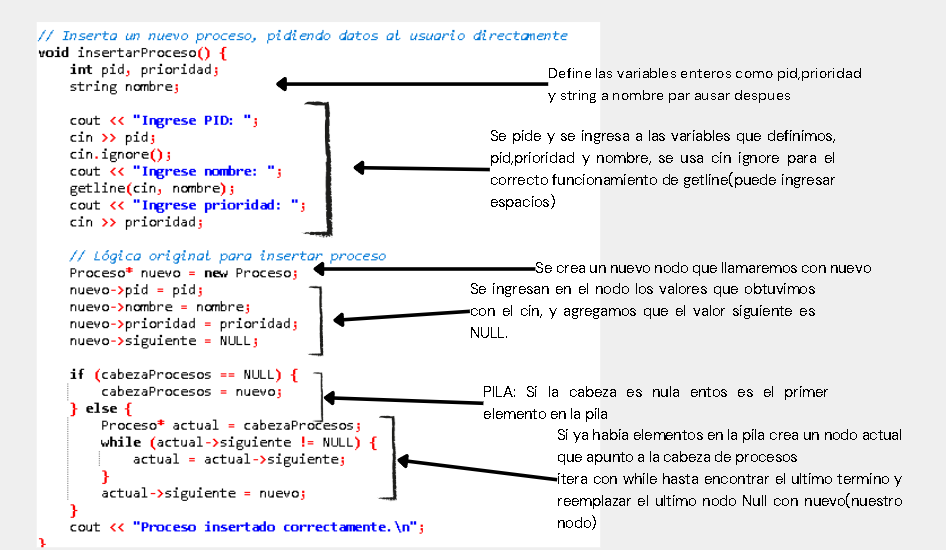 // Inserta un nuevo proceso, pidiendo datos al usuario directamente
void insertarProceso() {
int pid, prioridad;
string nombre;
Define las variables enteros como pid,prioridad
y string a nombre par ausar despues
cout << "Ingrese PID: ";
cin >> pid;
cin.ignore();
cout << "Ingrese nombre: ";
getline(cin, nombre);
cout << "Ingrese prioridad: ";
cin >> prioridad;
Se pide y se ingresa a las variables que definimos,
pid,prioridad y nombre, se usa cin ignore para el
correcto funcionamiento de getline(puede ingresar
espacios)
// Lógica original para insertar proceso
Proceso* nuevo = new Proceso;
Se crea un nuevo nodo que llamaremos con nuevo
nuevo->pid = pid;
nuevo->nombre = nombre;
nuevo->prioridad = prioridad;
nuevo->siguiente = NULL;
Se ingresan en el nodo los valores que obtuvimos
con el cin, y agregamos que el valor siguiente es
NULL.
if (cabezaProcesos == NULL) {
cabezaProcesos = nuevo;
PILA: Si la cabeza es nula entos es el primer
elemento en la pila
} else {
Proceso* actual = cabezaProcesos;
while (actual->siguiente != NULL) {
actual = actual->siguiente;
}
actual->siguiente = nuevo;
}
Si ya había elementos en la pila crea un nodo actual
que apunto a la cabeza de procesos
itera con while hasta encontrar el ultimo termino y
reemplazar el ultimo nodo Null con nuevo(nuestro
nodo)
cout << "Proceso insertado correctamente.\n";
}